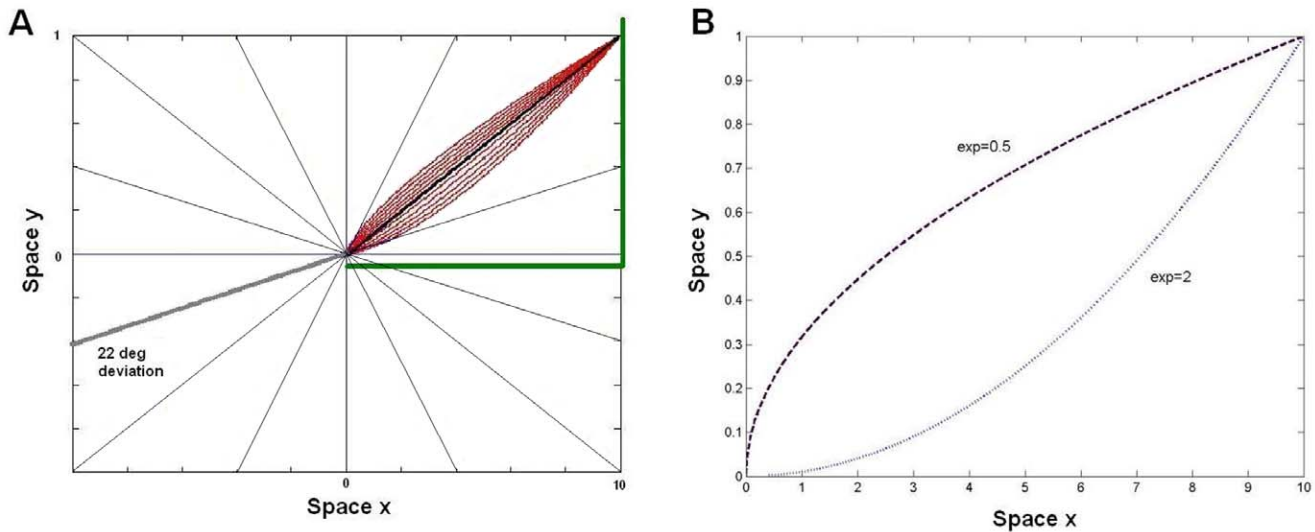 A
1
Space y
0
22 deg
deviation
0
10
Space x
B
1
0.9
0.8
0.7
0.6
0.5
0.4
0.3
0.2
0.1
0
Space y
exp=0.5
exp=2
0 1 2 3 4 5 6 7 8 9 10
Space x